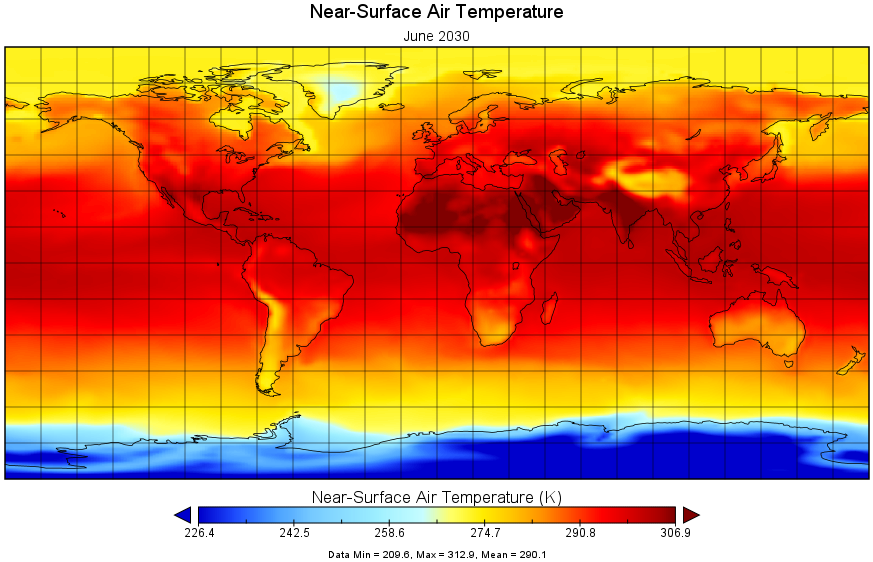 Near-Surface Air Temperature
June 2030
Near-Surface Air Temperature (K)
226.4 242.5 258.6 274.7 290.8 306.9
Data Min = 209.6, Max = 312.9, Mean = 290.1